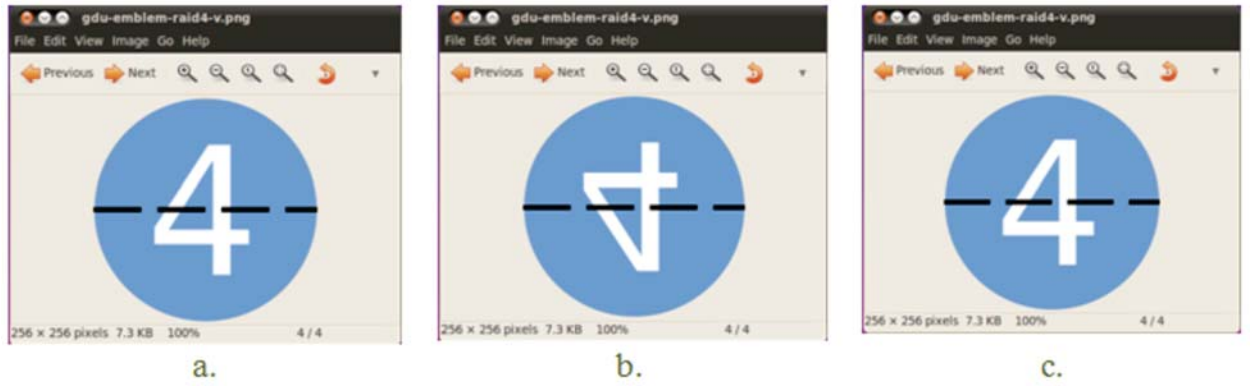 gdu-emblem-raid4-v.png
File Edit View Image Go Help
Previous Next
4
256 × 256 pixels 7.3 KB 100% 4 / 4
a.
gdu-emblem-raid4-v.png
File Edit View Image Go Help
Previous Next
4
256 × 256 pixels 7.3 KB 100% 4 / 4
b.
gdu-emblem-raid4-v.png
File Edit View Image Go Help
Previous Next
4
256 × 256 pixels 7.3 KB 100% 4 / 4
c.